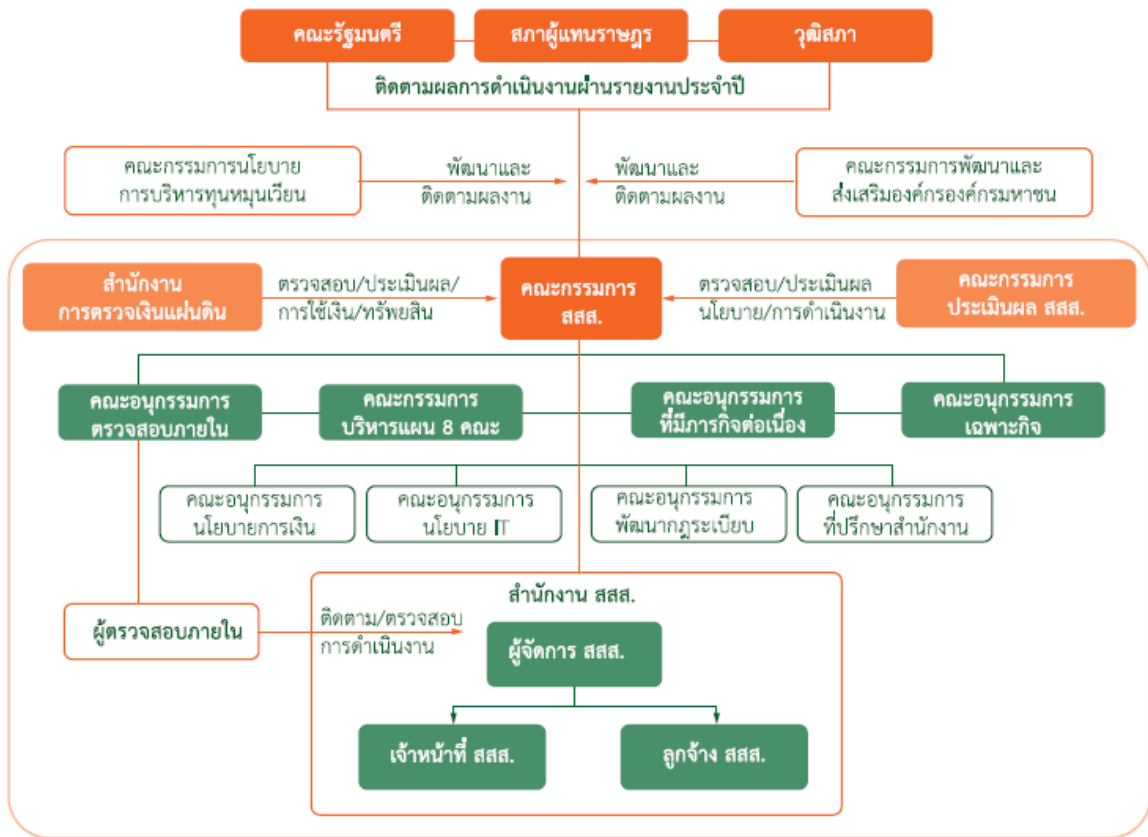 คณะรัฐมนตรี
สภาผู้แทนราษฎร
วุฒิสภา
ติดตามผลการดำเนินงานผ่านรายงานประจำปี
คณะกรรมการนโยบาย
การบริหารทุนหมุนเวียน
พัฒนาและ
ติดตามผลงาน
พัฒนาและ
ติดตามผลงาน
คณะกรรมการพัฒนาและ
ส่งเสริมองค์กรองค์กรมหาชน
สำนักงาน
การตรวจเงินแผ่นดิน
ตรวจสอบ/ประเมินผล/
การใช้เงิน/ทรัพยสิน
คณะกรรมการ
สสส.
ตรวจสอบ/ประเมินผล
นโยบาย/การดำเนินงาน
คณะกรรมการ
ประเมินผล สสส.
คณะอนุกรรมการ
ตรวจสอบภายใน
คณะกรรมการ
บริหารแผน 8 คณะ
คณะอนุกรรมการ
ที่มีภารกิจต่อเนื่อง
คณะอนุกรรมการ
เฉพาะกิจ
คณะอนุกรรมการ
นโยบายการเงิน
คณะอนุกรรมการ
นโยบาย IT
คณะอนุกรรมการ
พัฒนากฎระเบียบ
คณะอนุกรรมการ
ที่ปรึกษาสำนักงาน
สำนักงาน สสส.
ผู้ตรวจสอบภายใน
ติดตาม/ตรวจสอบ
การดำเนินงาน
ผู้จัดการ สสส.
เจ้าหน้าที่ สสส.
ลูกจ้าง สสส.